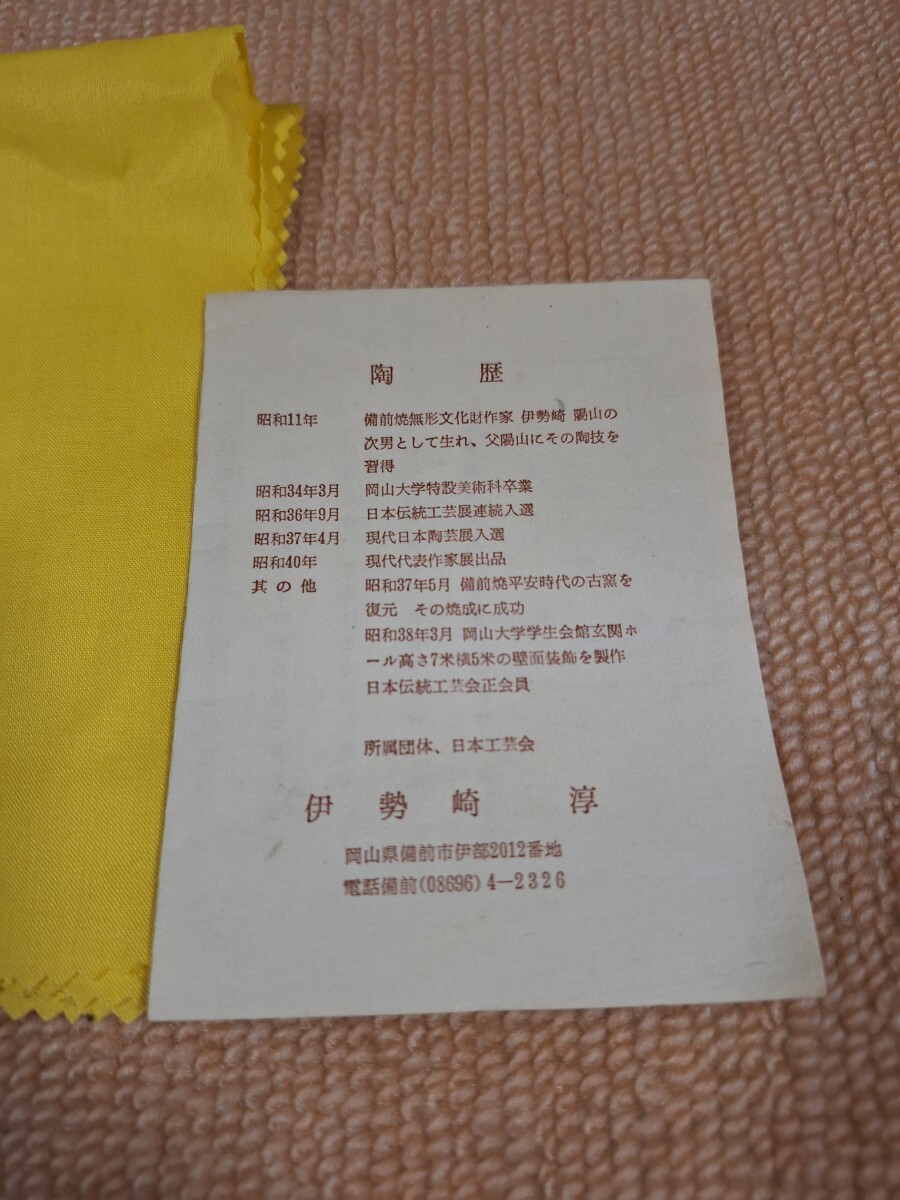 陶歴
昭和11年 備前焼無形文化財作家 伊勢崎 陽山の
次男として生れ、父陽山にその陶技を
習得
昭和34年3月 岡山大学特設美術科卒業
昭和36年9月 日本伝統工芸展連続入選
昭和37年4月 現代日本陶芸展入選
昭和40年 現代代表作家展出品
其の他 昭和37年5月 備前焼平安時代の古窯を
復元 その焼成に成功
昭和38年3月 岡山大学学生会館玄関ホ
ール高さ7米横5米の壁面装飾を製作
日本伝統工芸会正会員
所属団体、日本工芸会
伊勢崎 淳
岡山県備前市伊部2012番地
電話備前(08696)4-2326